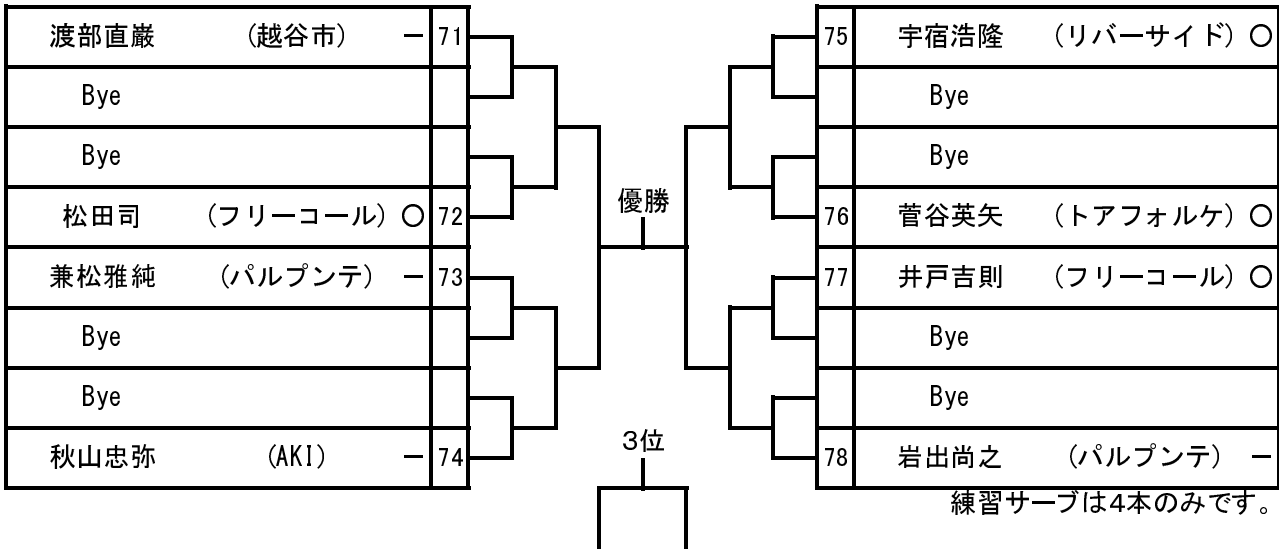 渡部直巌 (越谷市) － 71
Bye
Bye
松田司 (フリーコール) ○ 72
兼松雅純 (パルプンテ) － 73
Bye
Bye
秋山忠弥 (AKI) － 74
優勝
3位
75 宇宿浩隆 (リバーサイド) ○
Bye
Bye
76 菅谷英矢 (トアフォルケ) ○
77 井戸吉則 (フリーコール) ○
Bye
Bye
78 岩出尚之 (パルプンテ) －
練習サーブは4本のみです。